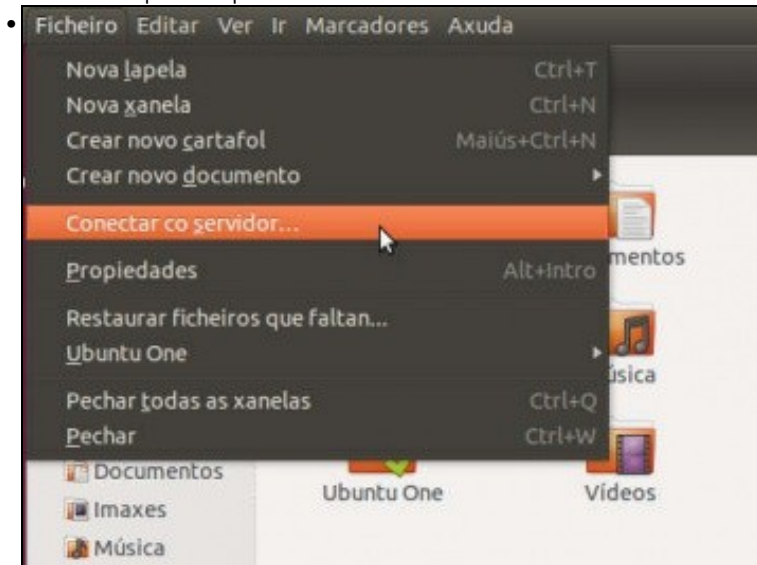 Ficheiro Editar Ver Ir Marcadores Axuda
Nova lapela Ctrl+T
Nova xanela Ctrl+N
Crear novo cartafol Maiús+Ctrl+N
Crear novo documento
Conectar co servidor...
Propiedades Alt+Intro
mentos
Restaurar ficheiros que faltan...
Ubuntu One
úsica
Pechar todas as xanelas Ctrl+Q
Pechar Ctrl+W
Documentos
Ubuntu One Vídeos
Imaxes
Música